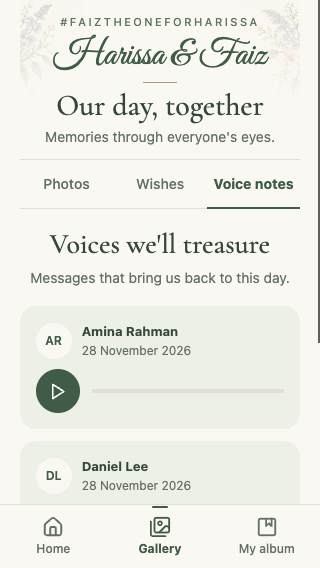 #FAIZTHEONEFORHARISSA
Harissa & Faiz
Our day, together
Memories through everyone's eyes.
Photos
Wishes
Voice notes
Voices we'll treasure
Messages that bring us back to this day.
AR
Amina Rahman
28 November 2026
DL
Daniel Lee
28 November 2026
Home
Gallery
My album